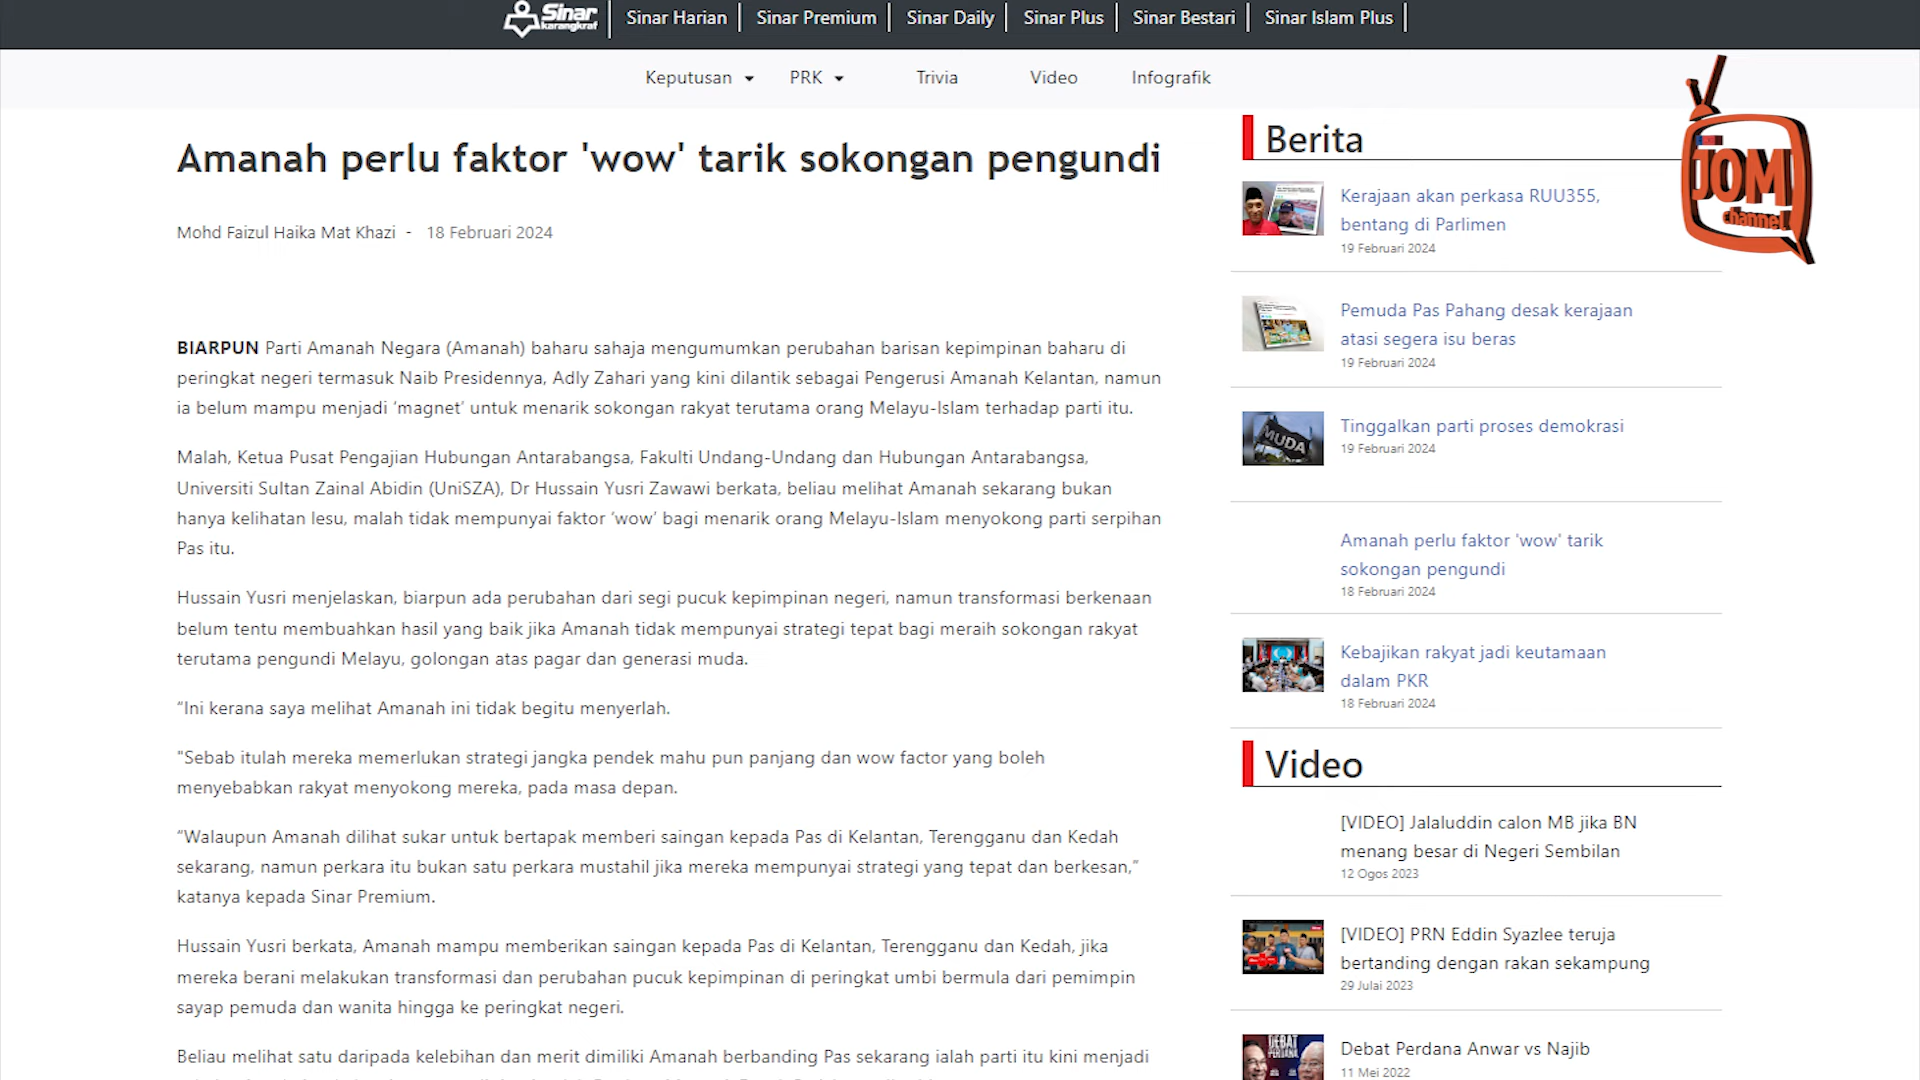 Sinar
karangkraf
Sinar Harian
Sinar Premium
Sinar Daily
Sinar Plus
Sinar Bestari
Sinar Islam Plus
Keputusan
PRK
Trivia
Video
Infografik
JOM
channel
Amanah perlu faktor 'wow' tarik sokongan pengundi
Mohd Faizul Haika Mat Khazi - 18 Februari 2024
BIARPUN Parti Amanah Negara (Amanah) baharu sahaja mengumumkan perubahan barisan kepimpinan baharu di
peringkat negeri termasuk Naib Presidennya, Adly Zahari yang kini dilantik sebagai Pengerusi Amanah Kelantan, namun
ia belum mampu menjadi ‘magnet’ untuk menarik sokongan rakyat terutama orang Melayu-Islam terhadap parti itu.
Malah, Ketua Pusat Pengajian Hubungan Antarabangsa, Fakulti Undang-Undang dan Hubungan Antarabangsa,
Universiti Sultan Zainal Abidin (UniSZA), Dr Hussain Yusri Zawawi berkata, beliau melihat Amanah sekarang bukan
hanya kelihatan lesu, malah tidak mempunyai faktor ‘wow’ bagi menarik orang Melayu-Islam menyokong parti serpihan
Pas itu.
Hussain Yusri menjelaskan, biarpun ada perubahan dari segi pucuk kepimpinan negeri, namun transformasi berkenaan
belum tentu membuahkan hasil yang baik jika Amanah tidak mempunyai strategi tepat bagi meraih sokongan rakyat
terutama pengundi Melayu, golongan atas pagar dan generasi muda.
“Ini kerana saya melihat Amanah ini tidak begitu menyerlah.
"Sebab itulah mereka memerlukan strategi jangka pendek mahu pun panjang dan wow factor yang boleh
menyebabkan rakyat menyokong mereka, pada masa depan.
“Walaupun Amanah dilihat sukar untuk bertapak memberi saingan kepada Pas di Kelantan, Terengganu dan Kedah
sekarang, namun perkara itu bukan satu perkara mustahil jika mereka mempunyai strategi yang tepat dan berkesan,”
katanya kepada Sinar Premium.
Hussain Yusri berkata, Amanah mampu memberikan saingan kepada Pas di Kelantan, Terengganu dan Kedah, jika
mereka berani melakukan transformasi dan perubahan pucuk kepimpinan di peringkat umbi bermula dari pemimpin
sayap pemuda dan wanita hingga ke peringkat negeri.
Beliau melihat satu daripada kelebihan dan merit dimiliki Amanah berbanding Pas sekarang ialah parti itu kini menjadi
Berita
Kerajaan akan perkasa RUU355,
bentang di Parlimen
19 Februari 2024
Pemuda Pas Pahang desak kerajaan
atasi segera isu beras
19 Februari 2024
MUDA
Tinggalkan parti proses demokrasi
19 Februari 2024
Amanah perlu faktor 'wow' tarik
sokongan pengundi
18 Februari 2024
Kebajikan rakyat jadi keutamaan
dalam PKR
18 Februari 2024
Video
[VIDEO] Jalaluddin calon MB jika BN
menang besar di Negeri Sembilan
12 Ogos 2023
[VIDEO] PRN Eddin Syazlee teruja
bertanding dengan rakan sekampung
29 Julai 2023
DEBAT
PERDANA
Debat Perdana Anwar vs Najib
11 Mei 2022